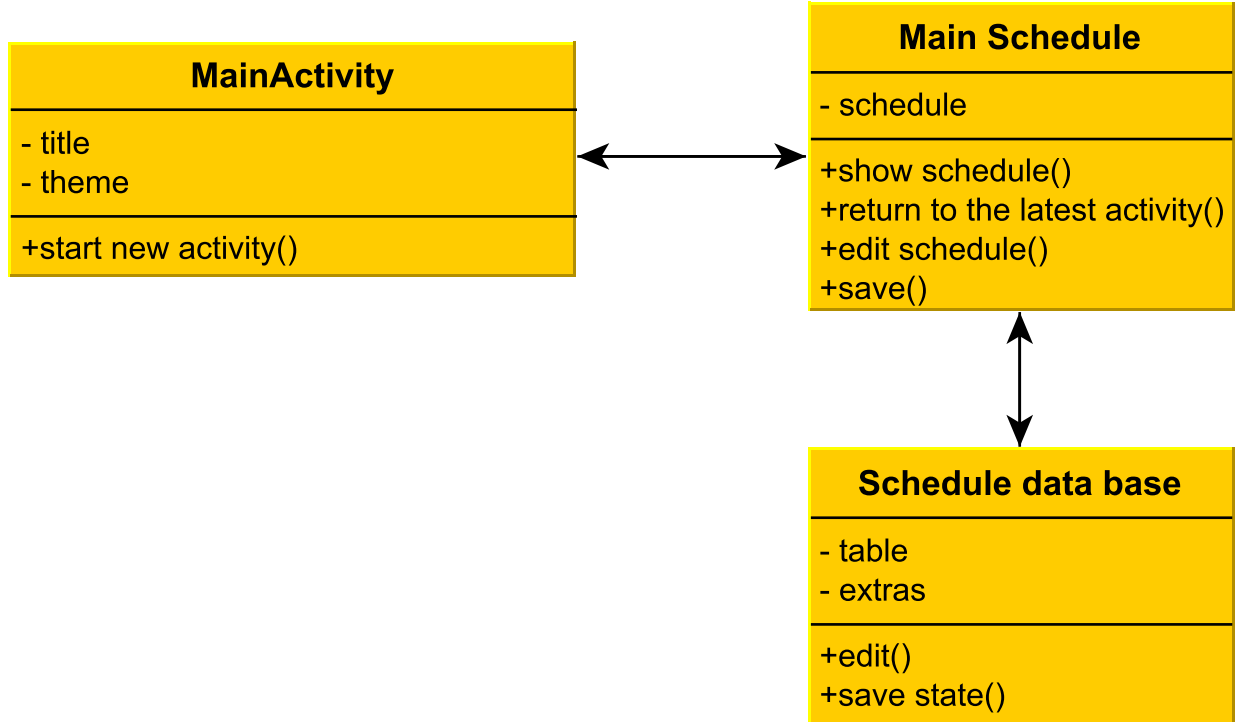 MainActivity
- title
- theme
+start new activity()
Main Schedule
- schedule
+show schedule()
+return to the latest activity()
+edit schedule()
+save()
Schedule data base
- table
- extras
+edit()
+save state()